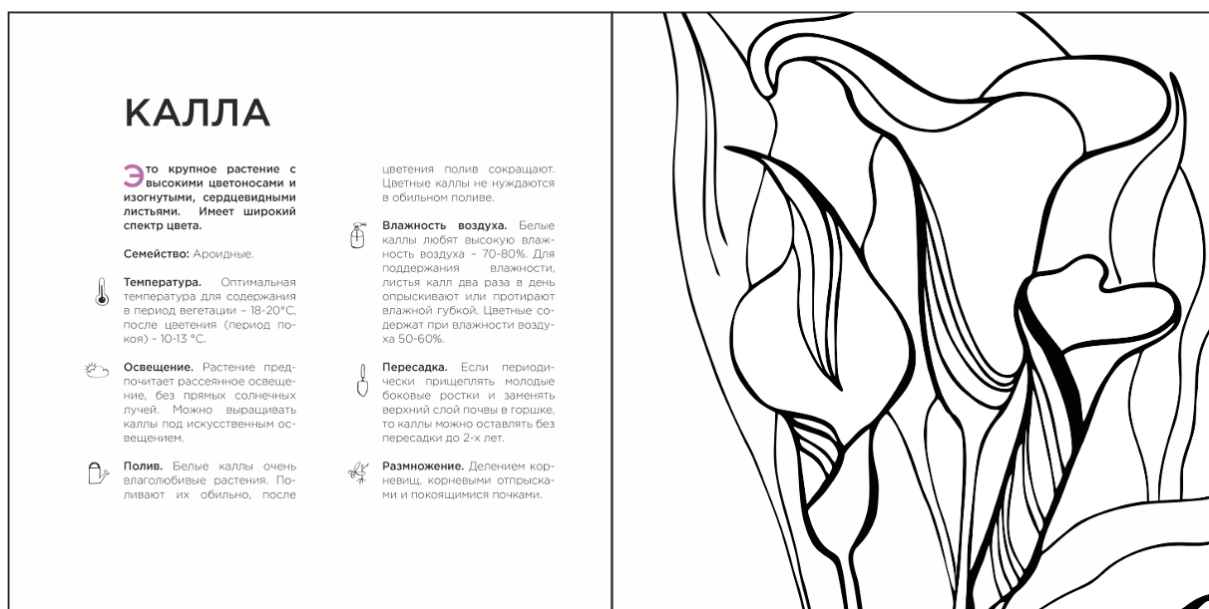 КАЛЛА
Это крупное растение с
высокими цветоносами и
изогнутыми, сердцевидными
листьями. Имеет широкий
спектр цвета.
Семейство: Ароидные.
Температура. Оптимальная
температура для содержания
в период вегетации – 18-20°С,
после цветения (период по-
коя) – 10-13 °С.
Освещение. Растение пред-
почитает рассеянное освеще-
ние, без прямых солнечных
лучей. Можно выращивать
каллы под искусственным ос-
вещением.
Полив. Белые каллы очень
влаголюбивые растения. По-
ливают их обильно, после
цветения полив сокращают.
Цветные каллы не нуждаются
в обильном поливе.
Влажность воздуха. Белые
каллы любят высокую влаж-
ность воздуха – 70-80%. Для
поддержания влажности,
листья калл два раза в день
опрыскивают или протирают
влажной губкой. Цветные со-
держат при влажности возду-
ха 50-60%.
Пересадка. Если периоди-
чески прищеплять молодые
боковые ростки и заменять
верхний слой почвы в горшке,
то каллы можно оставлять без
пересадки до 2-х лет.
Размножение. Делением кор-
невищ, корневыми отпрыска-
ми и покоящимися почками.